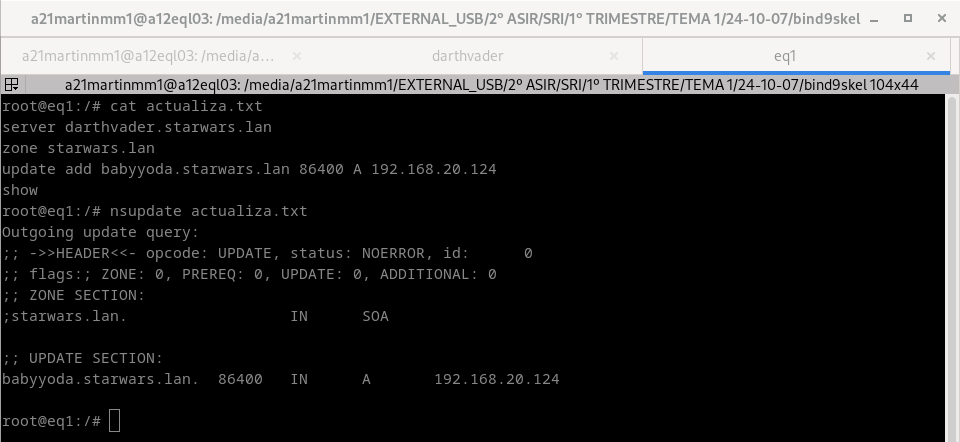 a21martinmm1@a12eql03: /media/a21martinmm1/EXTERNAL_USB/2º ASIR/SRI/1º TRIMESTRE/TEMA 1/24-10-07/bind9skel
a21martinmm1@a12eql03: /media/a... × darthvader × eq1 ×
a21martinmm1@a12eql03: /media/a21martinmm1/EXTERNAL_USB/2º ASIR/SRI/1º TRIMESTRE/TEMA 1/24-10-07/bind9skel 104x44
root@eq1:/# cat actualiza.txt
server darthvader.starwars.lan
zone starwars.lan
update add babyyoda.starwars.lan 86400 A 192.168.20.124
show
root@eq1:/# nsupdate actualiza.txt
Outgoing update query:
;; ->>HEADER<<- opcode: UPDATE, status: NOERROR, id:      0
;; flags:; ZONE: 0, PREREQ: 0, UPDATE: 0, ADDITIONAL: 0
;; ZONE SECTION:
;starwars.lan.                  IN      SOA
;; UPDATE SECTION:
babyyoda.starwars.lan.  86400   IN      A       192.168.20.124
root@eq1:/#